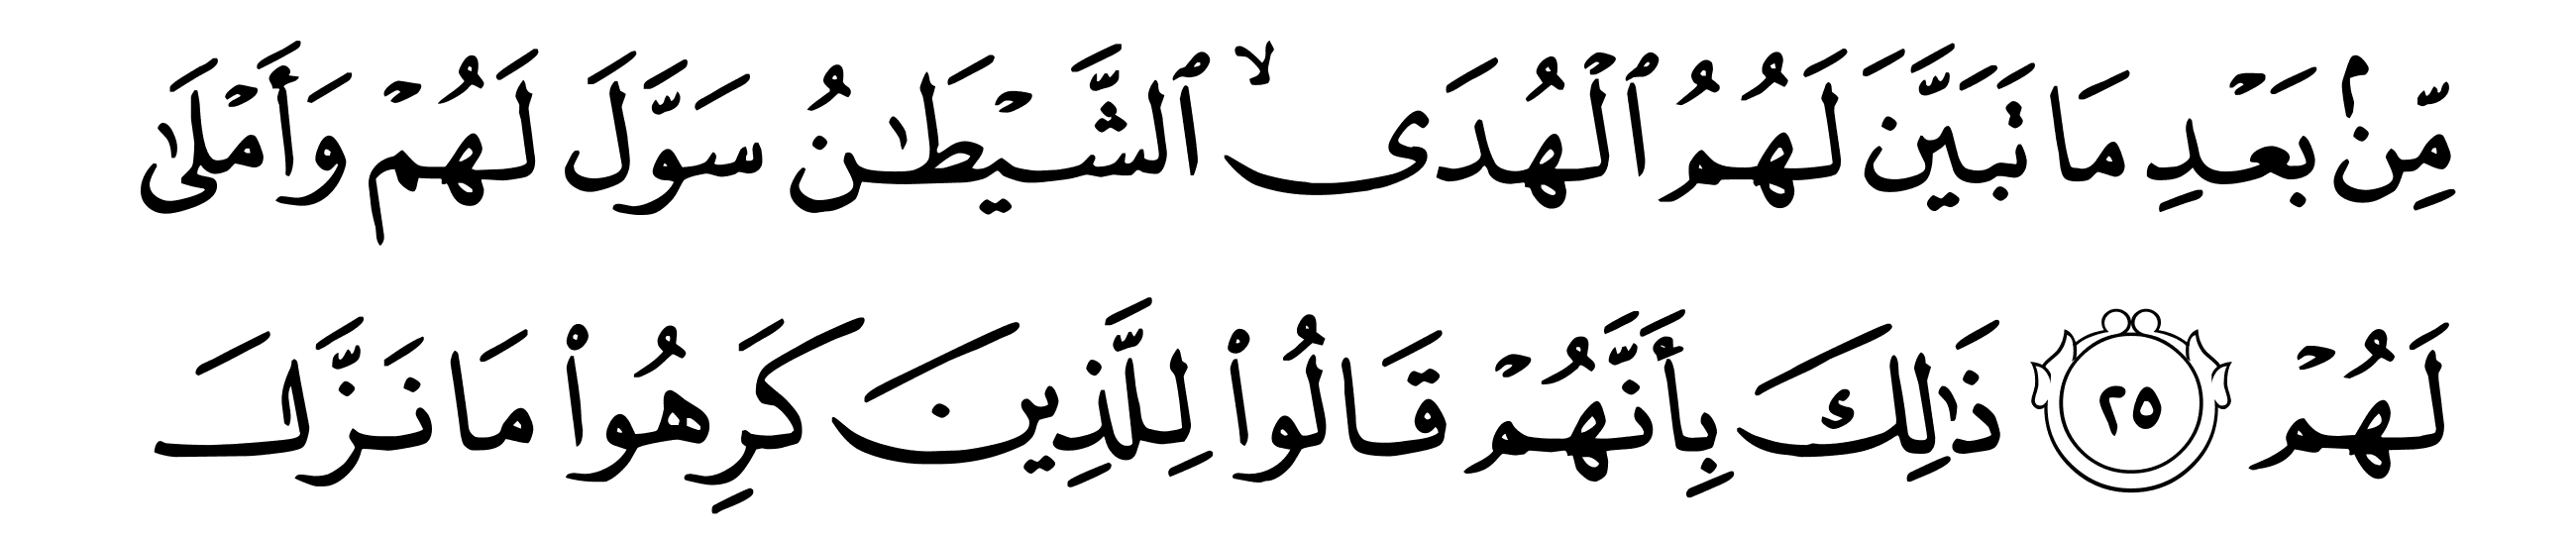 مِّنۢ بَعۡدِ مَا تَبَيَّنَ لَهُمُ ٱلۡهُدَى ۙ ٱلشَّيۡطَٰنُ سَوَّلَ لَهُمۡ وَأَمۡلَىٰ
لَهُمۡ ٢٥ ذَٰلِكَ بِأَنَّهُمۡ قَالُواْ لِلَّذِينَ كَرِهُواْ مَا نَزَّلَ